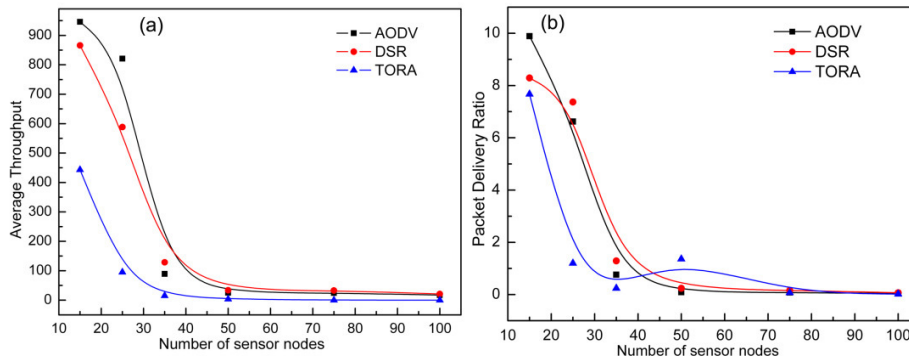 (a)
AODV
DSR
TORA
Average Throughput
900
800
700
600
500
400
300
200
100
0
10 20 30 40 50 60 70 80 90 100
Number of sensor nodes
(b)
AODV
DSR
TORA
Packet Delivery Ratio
10
8
6
4
2
0
10 20 30 40 50 60 70 80 90 100
Number of sensor nodes